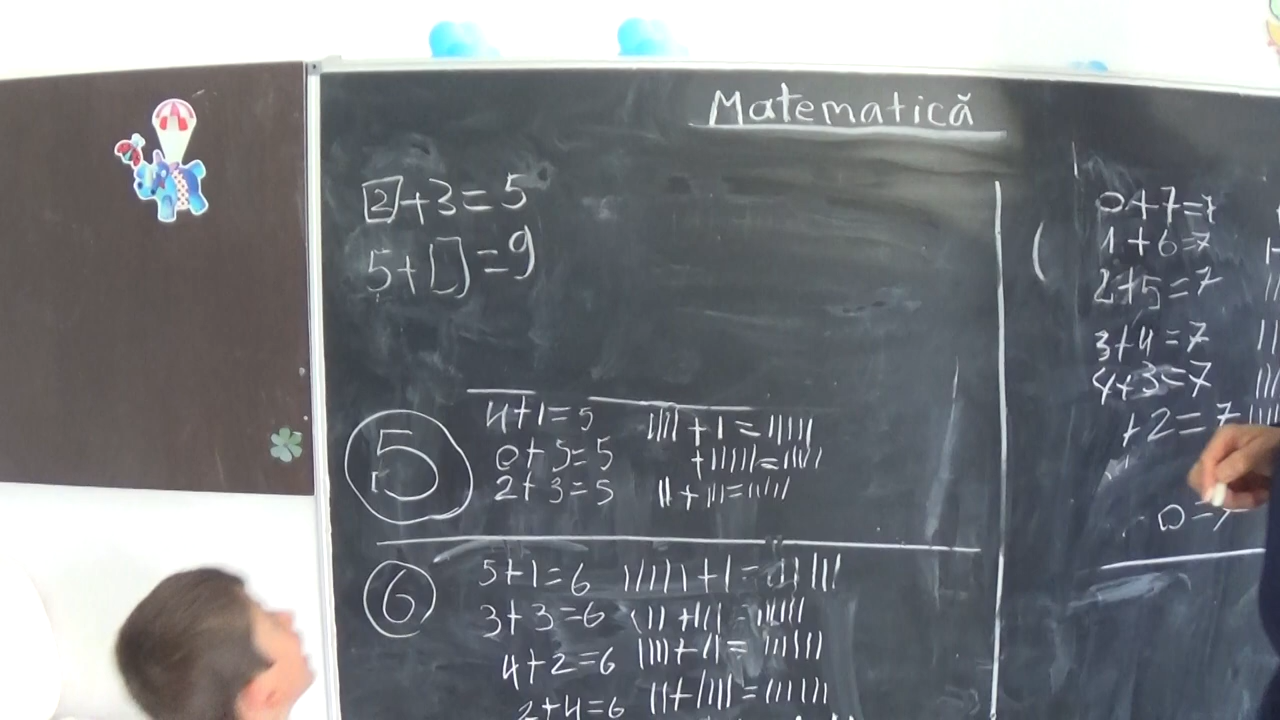 Matematică
2+3=5
5+[]=9
5
4+1=5 |||| + | = |||||
0+5=5 + ||||| = |||||
2+3=5 || + ||| = |||||
6
5+1=6 ||||| + | = ||||||
3+3=6 ||| + ||| = ||||||
4+2=6 |||| + || = ||||||
2+4=6 || + |||| = ||||||
0+7=7
1+6=7
2+5=7
3+4=7
4+3=7
+2=7
0=7